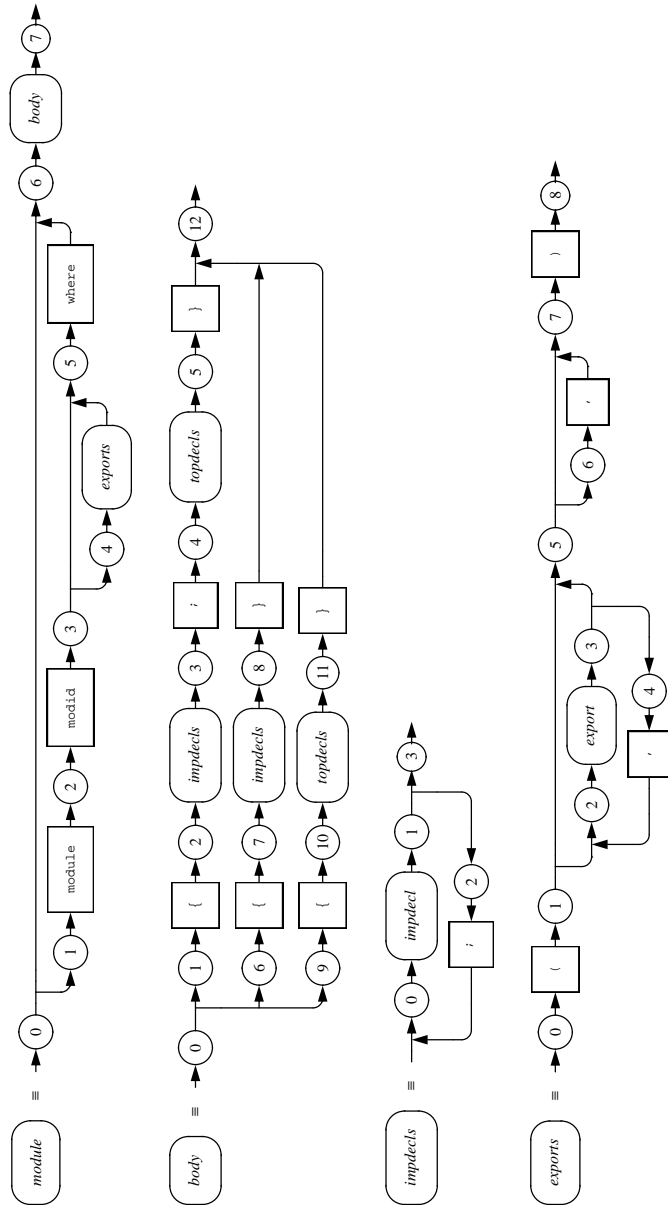 module ≡ 0 6 body 7
1 module 2 modid 3 5 where
4 exports
body ≡ 0 1 { 2 impdecls 3 ; 4 topdecls 5 } 12
6 { 7 impdecls 8 }
9 { 10 topdecls 11 }
impdecls ≡ 0 impdecl 1 3
2 ;
exports ≡ 0 ( 1 5 7 ) 8
2 export 3 6 ,
4 ,